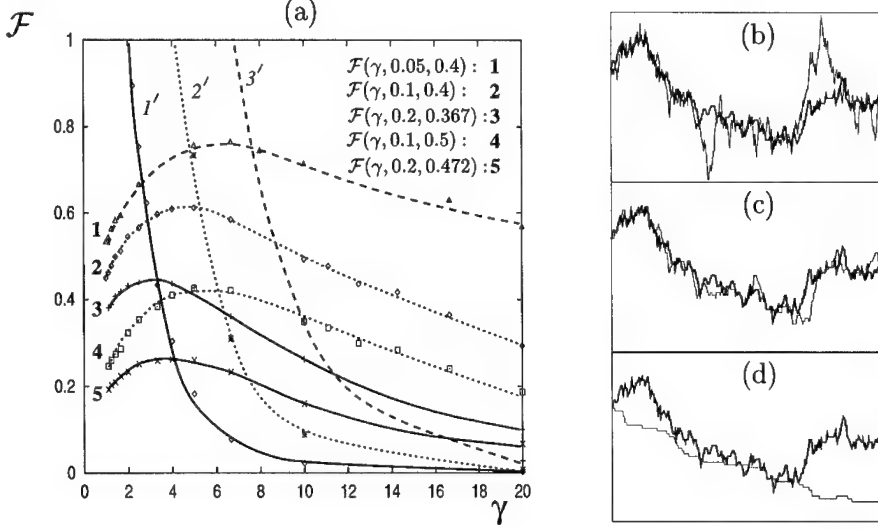 (a)
ℱ
1
0.8
0.6
0.4
0.2
0
0 2 4 6 8 10 12 14 16 18 20
γ
1′
2′
3′
ℱ(γ, 0.05, 0.4) : 1
ℱ(γ, 0.1, 0.4) : 2
ℱ(γ, 0.2, 0.367) : 3
ℱ(γ, 0.1, 0.5) : 4
ℱ(γ, 0.2, 0.472) : 5
1
2
3
4
5
(b)
(c)
(d)